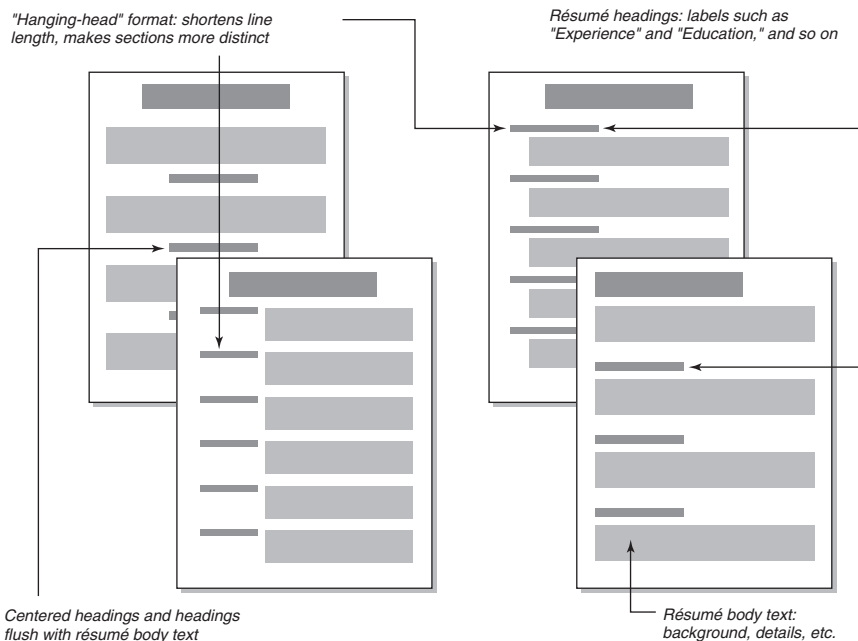 "Hanging-head" format: shortens line
length, makes sections more distinct
Résumé headings: labels such as
"Experience" and "Education," and so on
Centered headings and headings
flush with résumé body text
Résumé body text:
background, details, etc.